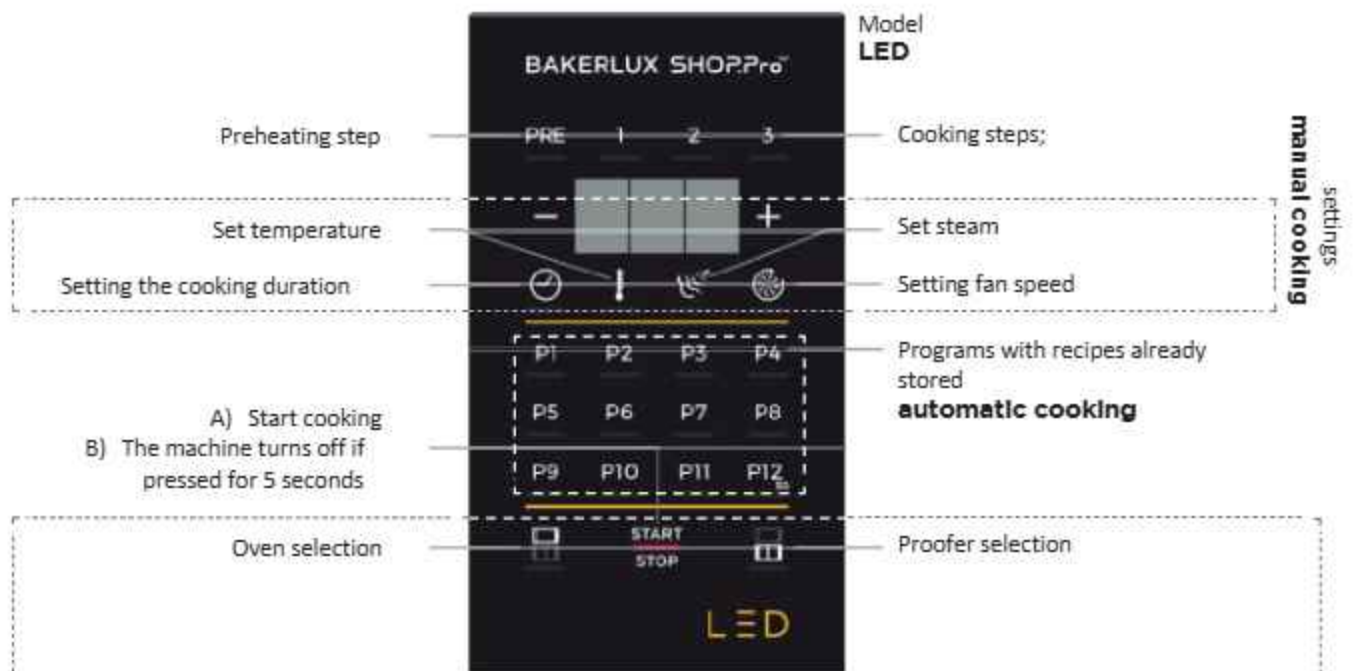 Model
LED
BAKERLUX SHOP.Pro™
Preheating step
PRE 1 2 3
Cooking steps;
− +
Set temperature
Set steam
Setting the cooking duration
Setting fan speed
settings
manual cooking
P1 P2 P3 P4
Programs with recipes already
stored
automatic cooking
P5 P6 P7 P8
A) Start cooking
B) The machine turns off if
pressed for 5 seconds
P9 P10 P11 P12
Oven selection
START
STOP
Proofer selection
LED